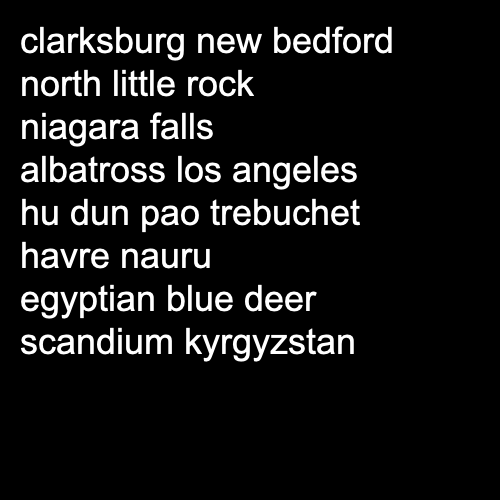 clarksburg new bedford
north little rock
niagara falls
albatross los angeles
hu dun pao trebuchet
havre nauru
egyptian blue deer
scandium kyrgyzstan